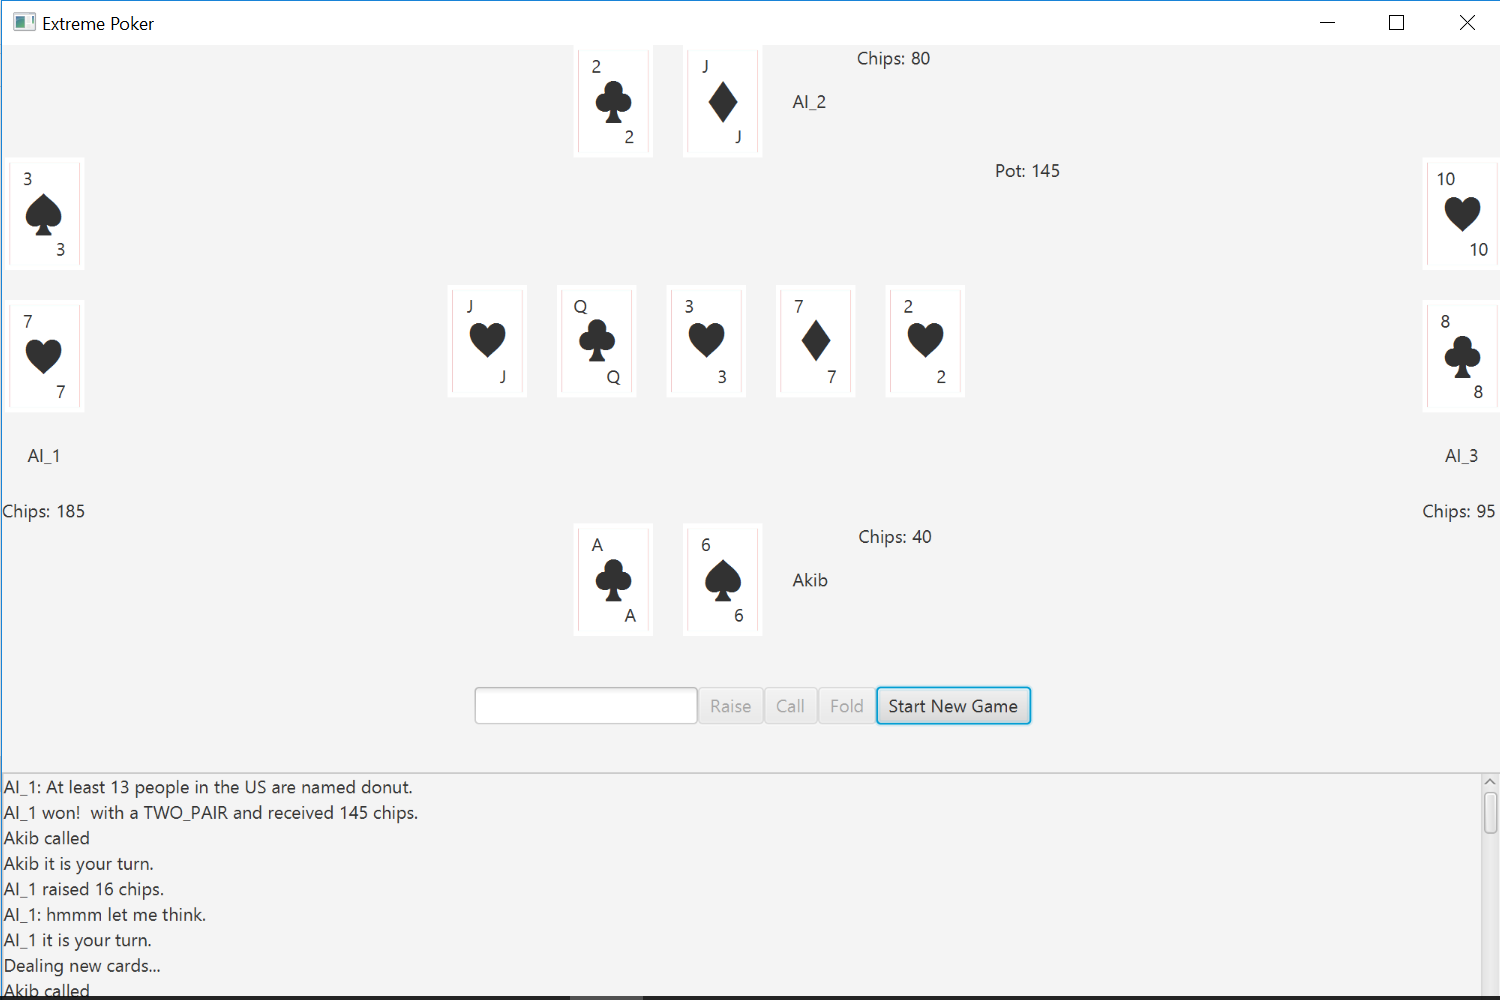 Extreme Poker
2
2
J
J
Chips: 80
AI_2
Pot: 145
3
3
7
7
AI_1
Chips: 185
10
10
8
8
AI_3
Chips: 95
J
J
Q
Q
3
3
7
7
2
2
A
A
6
6
Chips: 40
Akib
Raise Call Fold Start New Game
AI_1: At least 13 people in the US are named donut.
AI_1 won!  with a TWO_PAIR and received 145 chips.
Akib called
Akib it is your turn.
AI_1 raised 16 chips.
AI_1: hmmm let me think.
AI_1 it is your turn.
Dealing new cards...
Akib called